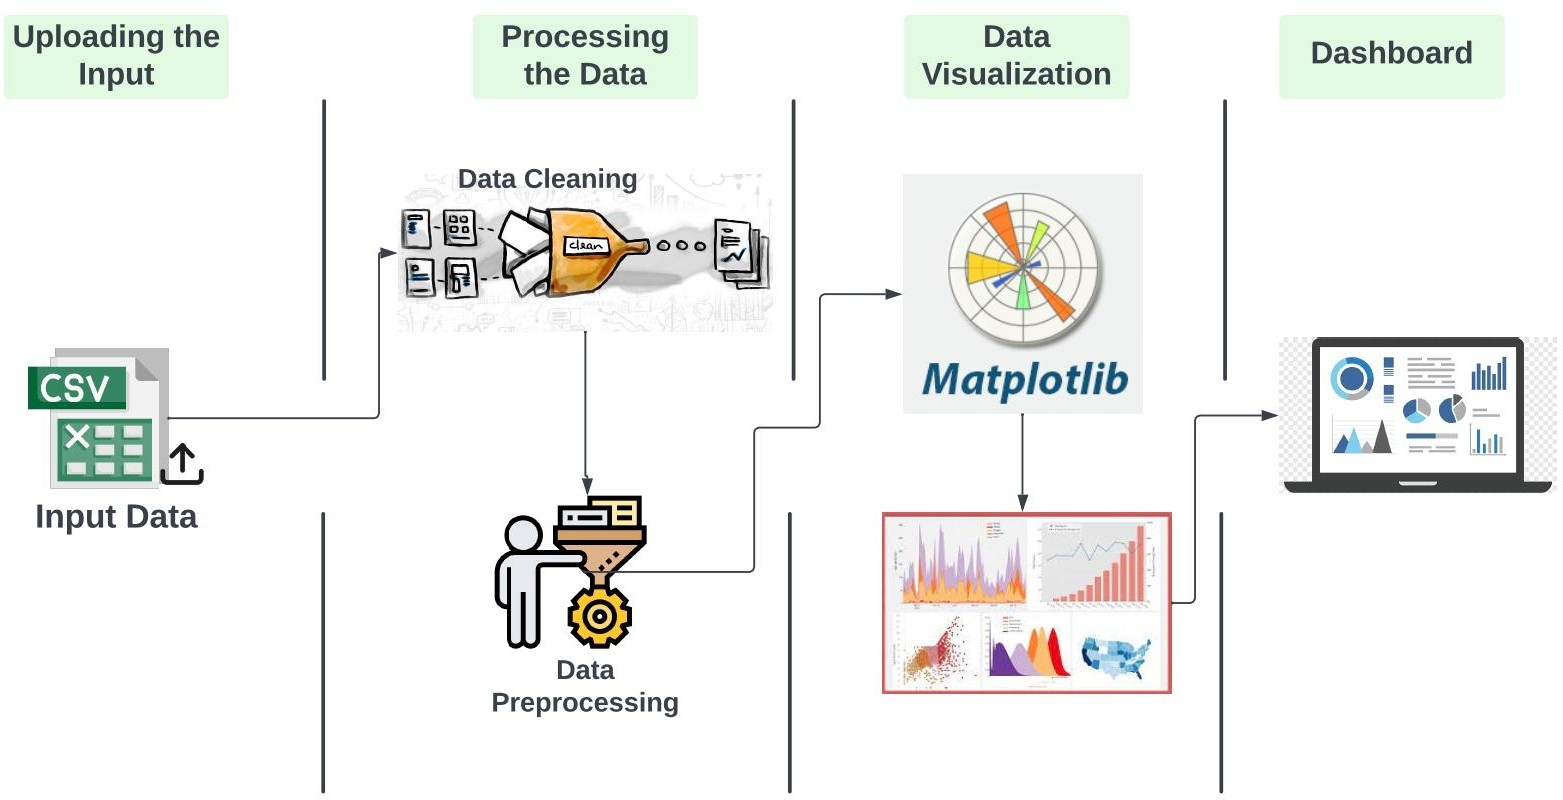 Uploading the
Input
Processing
the Data
Data
Visualization
Dashboard
Data Cleaning
clean
CSV
Input Data
Data
Preprocessing
Matplotlib